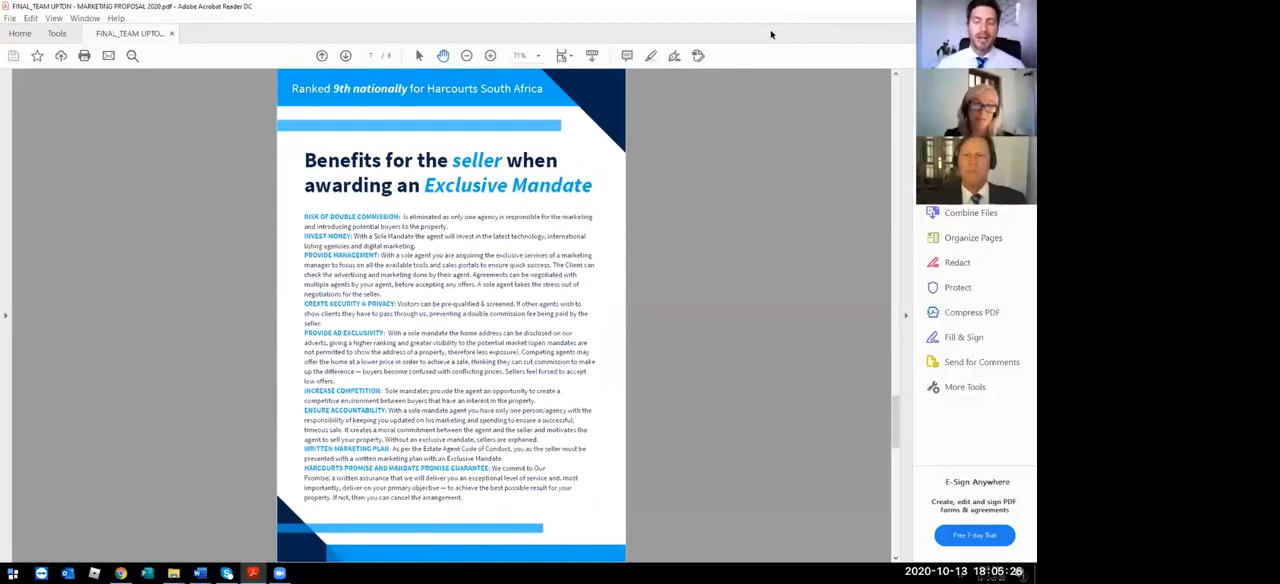 FINAL_TEAM UPTON - MARKETING PROPOSAL 2020.pdf - Adobe Acrobat Reader DC
File Edit View Window Help
Home Tools FINAL_TEAM UPTO... ×
7 / 9 71%
Ranked 9th nationally for Harcourts South Africa
Benefits for the seller when
awarding an Exclusive Mandate
RISK OF DOUBLE COMMISSION: Is eliminated as only one agency is responsible for the marketing
and introducing potential buyers to the property.
INVEST MONEY: With a Sole Mandate the agent will invest in the latest technology, international
listing agencies and digital marketing.
PROVIDE MANAGEMENT: With a sole agent you are acquiring the exclusive services of a marketing
manager to focus on all the available tools and sales portals to ensure quick success. The Client can
check the advertising and marketing done by their agent. Agreements can be negotiated with
multiple agents by your agent, before accepting any offers. A sole agent takes the stress out of
negotiations for the seller.
CREATE SECURITY & PRIVACY: Visitors can be pre-qualified & screened. If other agents wish to
show clients they have to pass through us, preventing a double commission fee being paid by the
seller.
PROVIDE AD EXCLUSIVITY: With a sole mandate the home address can be disclosed on our
adverts, giving a higher ranking and greater visibility to the potential market (open mandates are
not permitted to show the address of a property, therefore less exposure). Competing agents may
offer the home at a lower price in order to achieve a sale, thinking they can cut commission to make
up the difference — buyers become confused with conflicting prices. Sellers feel forced to accept
low offers.
INCREASE COMPETITION: Sole mandates provide the agent an opportunity to create a
competitive environment between buyers that have an interest in the property.
ENSURE ACCOUNTABILITY: With a sole mandate agent you have only one person/agency with the
responsibility of keeping you updated on his marketing and spending to ensure a successful,
timeous sale. It creates a moral commitment between the agent and the seller and motivates the
agent to sell your property. Without an exclusive mandate, sellers are orphaned.
WRITTEN MARKETING PLAN: As per the Estate Agent Code of Conduct, you as the seller must be
presented with a written marketing plan with an Exclusive Mandate.
HARCOURTS PROMISE AND MANDATE PROMISE GUARANTEE: We commit to Our
Promise; a written assurance that we will deliver you an exceptional level of service and, most
importantly, deliver on your primary objective — to achieve the best possible result for your
property. If not, then you can cancel the arrangement.
Combine Files
Organize Pages
Redact
Protect
Compress PDF
Fill & Sign
Send for Comments
More Tools
E-Sign Anywhere
Create, edit and sign PDF
forms & agreements
Free 7-day Trial
2020-10-13 18:05:26